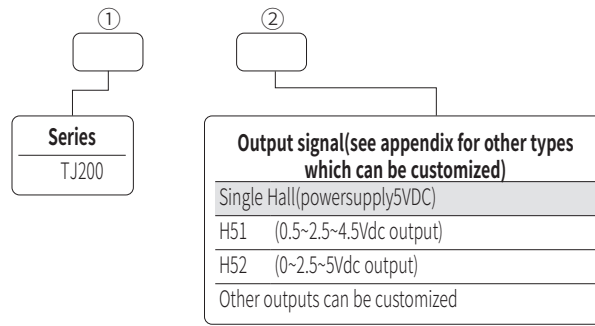 ① ②
Series
TJ200
Output signal(see appendix for other types
which can be customized)
Single Hall(powersupply5VDC)
H51 (0.5~2.5~4.5Vdc output)
H52 (0~2.5~5Vdc output)
Other outputs can be customized